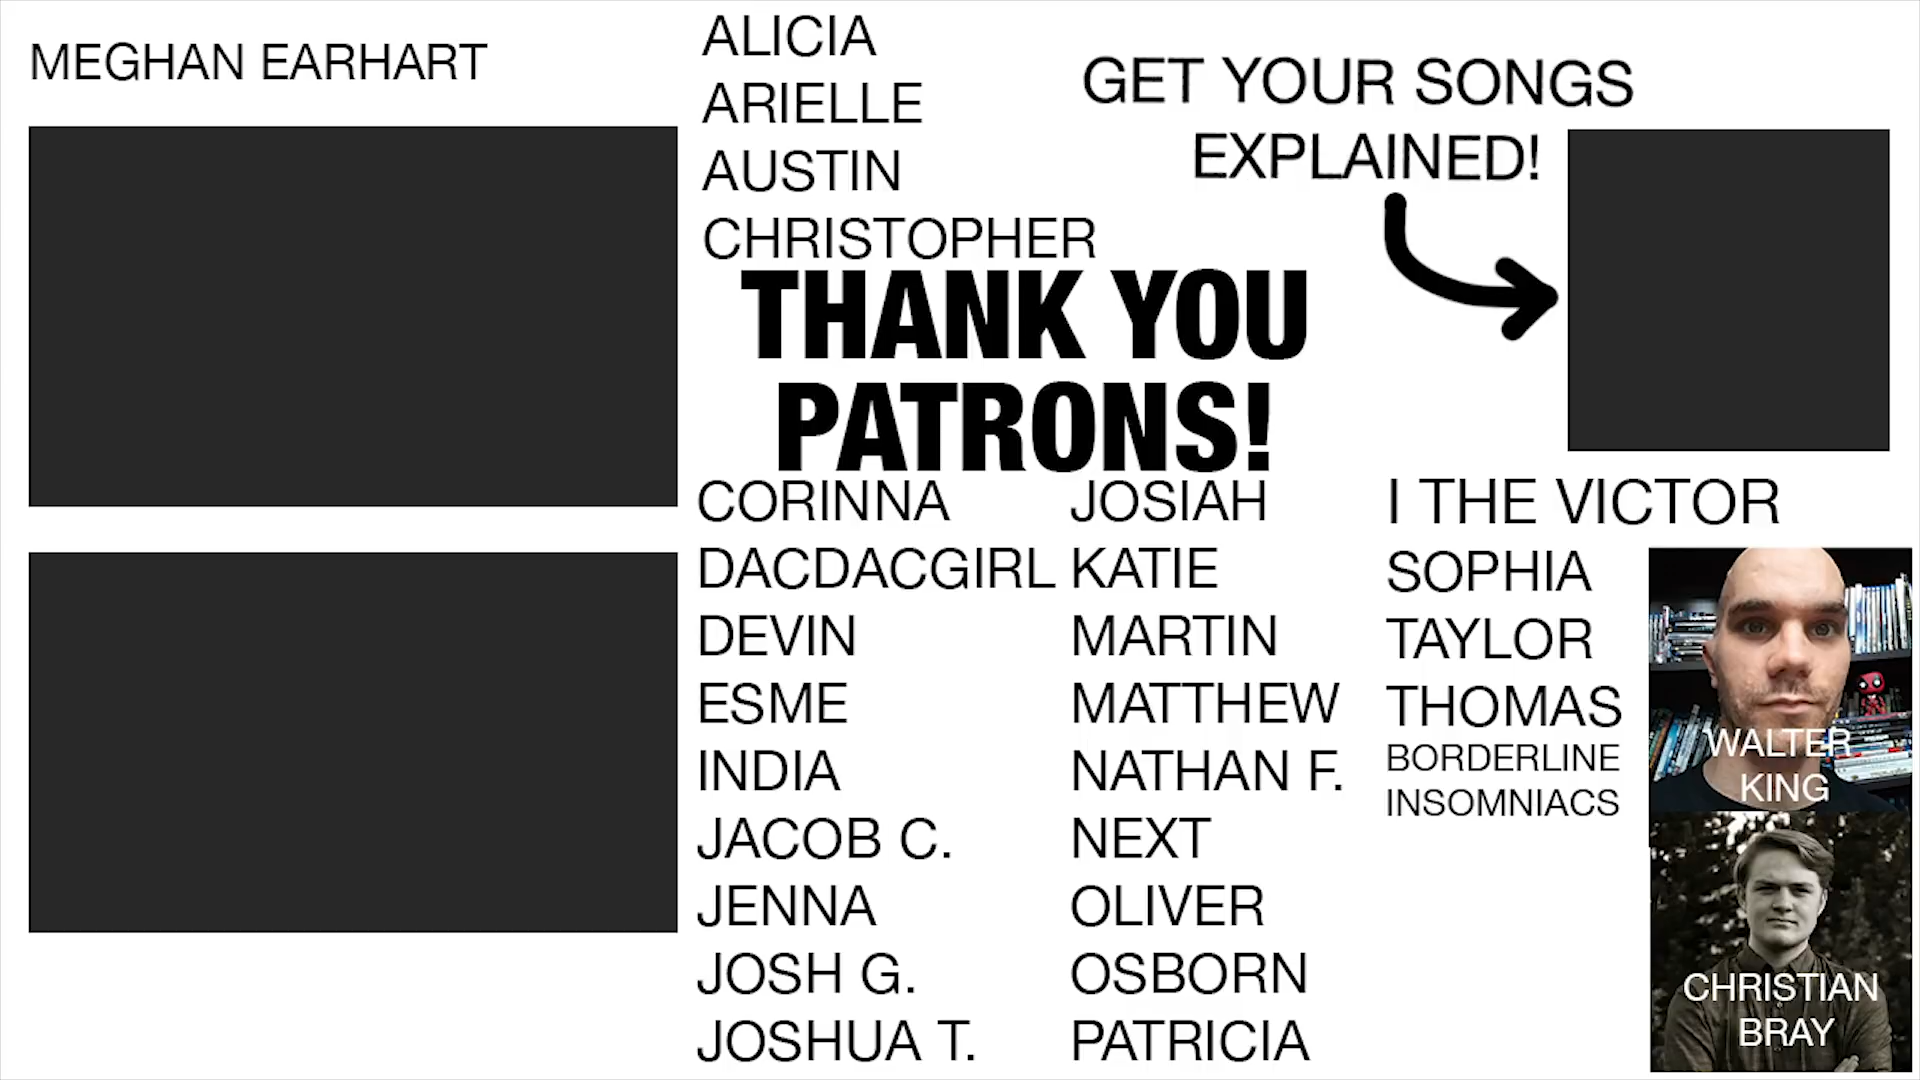 MEGHAN EARHART
ALICIA
ARIELLE
AUSTIN
CHRISTOPHER
GET YOUR SONGS
EXPLAINED!
THANK YOU
PATRONS!
CORINNA
DACDACGIRL
DEVIN
ESME
INDIA
JACOB C.
JENNA
JOSH G.
JOSHUA T.
JOSIAH
KATIE
MARTIN
MATTHEW
NATHAN F.
NEXT
OLIVER
OSBORN
PATRICIA
I THE VICTOR
SOPHIA
TAYLOR
THOMAS
BORDERLINE
INSOMNIACS
WALTER
KING
CHRISTIAN
BRAY